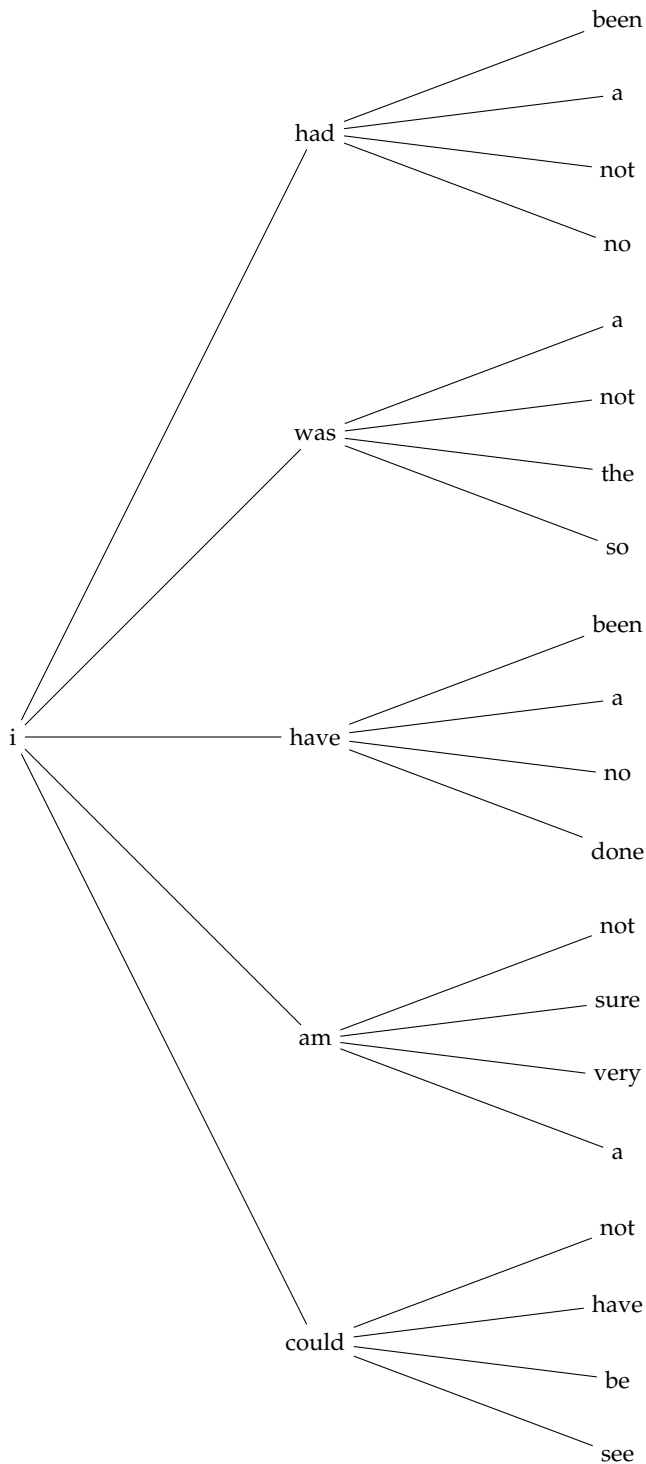 been
a
had
not
no
a
not
was
the
so
been
a
i have
no
done
not
sure
am
very
a
not
have
could
be
see